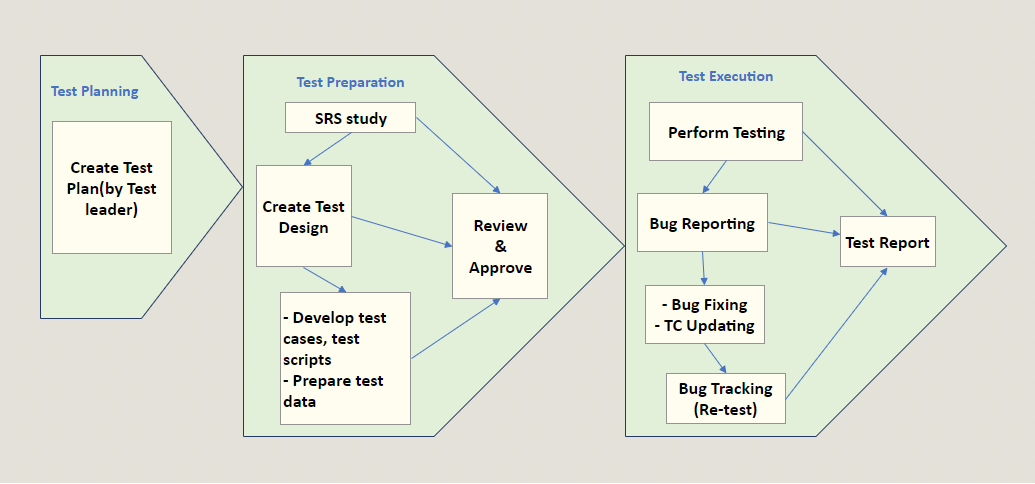 Test Planning
Create Test
Plan(by Test
leader)
Test Preparation
SRS study
Create Test
Design
- Develop test
cases, test
scripts
- Prepare test
data
Review
&
Approve
Test Execution
Perform Testing
Bug Reporting
- Bug Fixing
- TC Updating
Bug Tracking
(Re-test)
Test Report